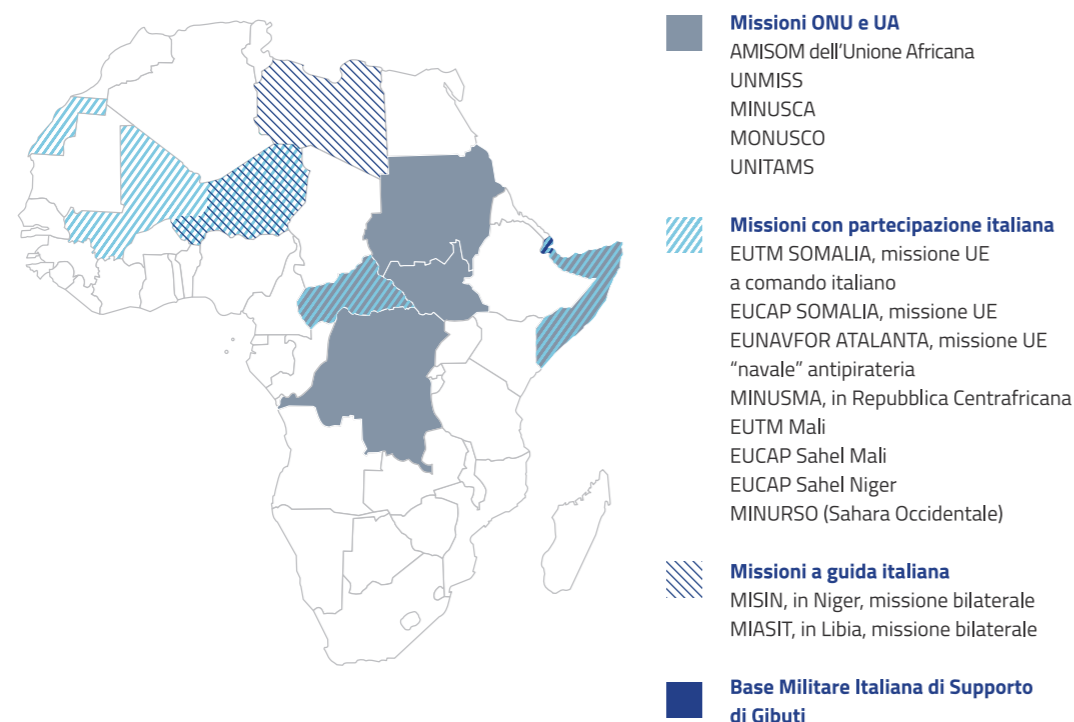 Missioni ONU e UA
AMISOM dell'Unione Africana
UNMISS
MINUSCA
MONUSCO
UNITAMS
Missioni con partecipazione italiana
EUTM SOMALIA, missione UE
a comando italiano
EUCAP SOMALIA, missione UE
EUNAVFOR ATALANTA, missione UE
“navale” antipirateria
MINUSMA, in Repubblica Centrafricana
EUTM Mali
EUCAP Sahel Mali
EUCAP Sahel Niger
MINURSO (Sahara Occidentale)
Missioni a guida italiana
MISIN, in Niger, missione bilaterale
MIASIT, in Libia, missione bilaterale
Base Militare Italiana di Supporto
di Gibuti